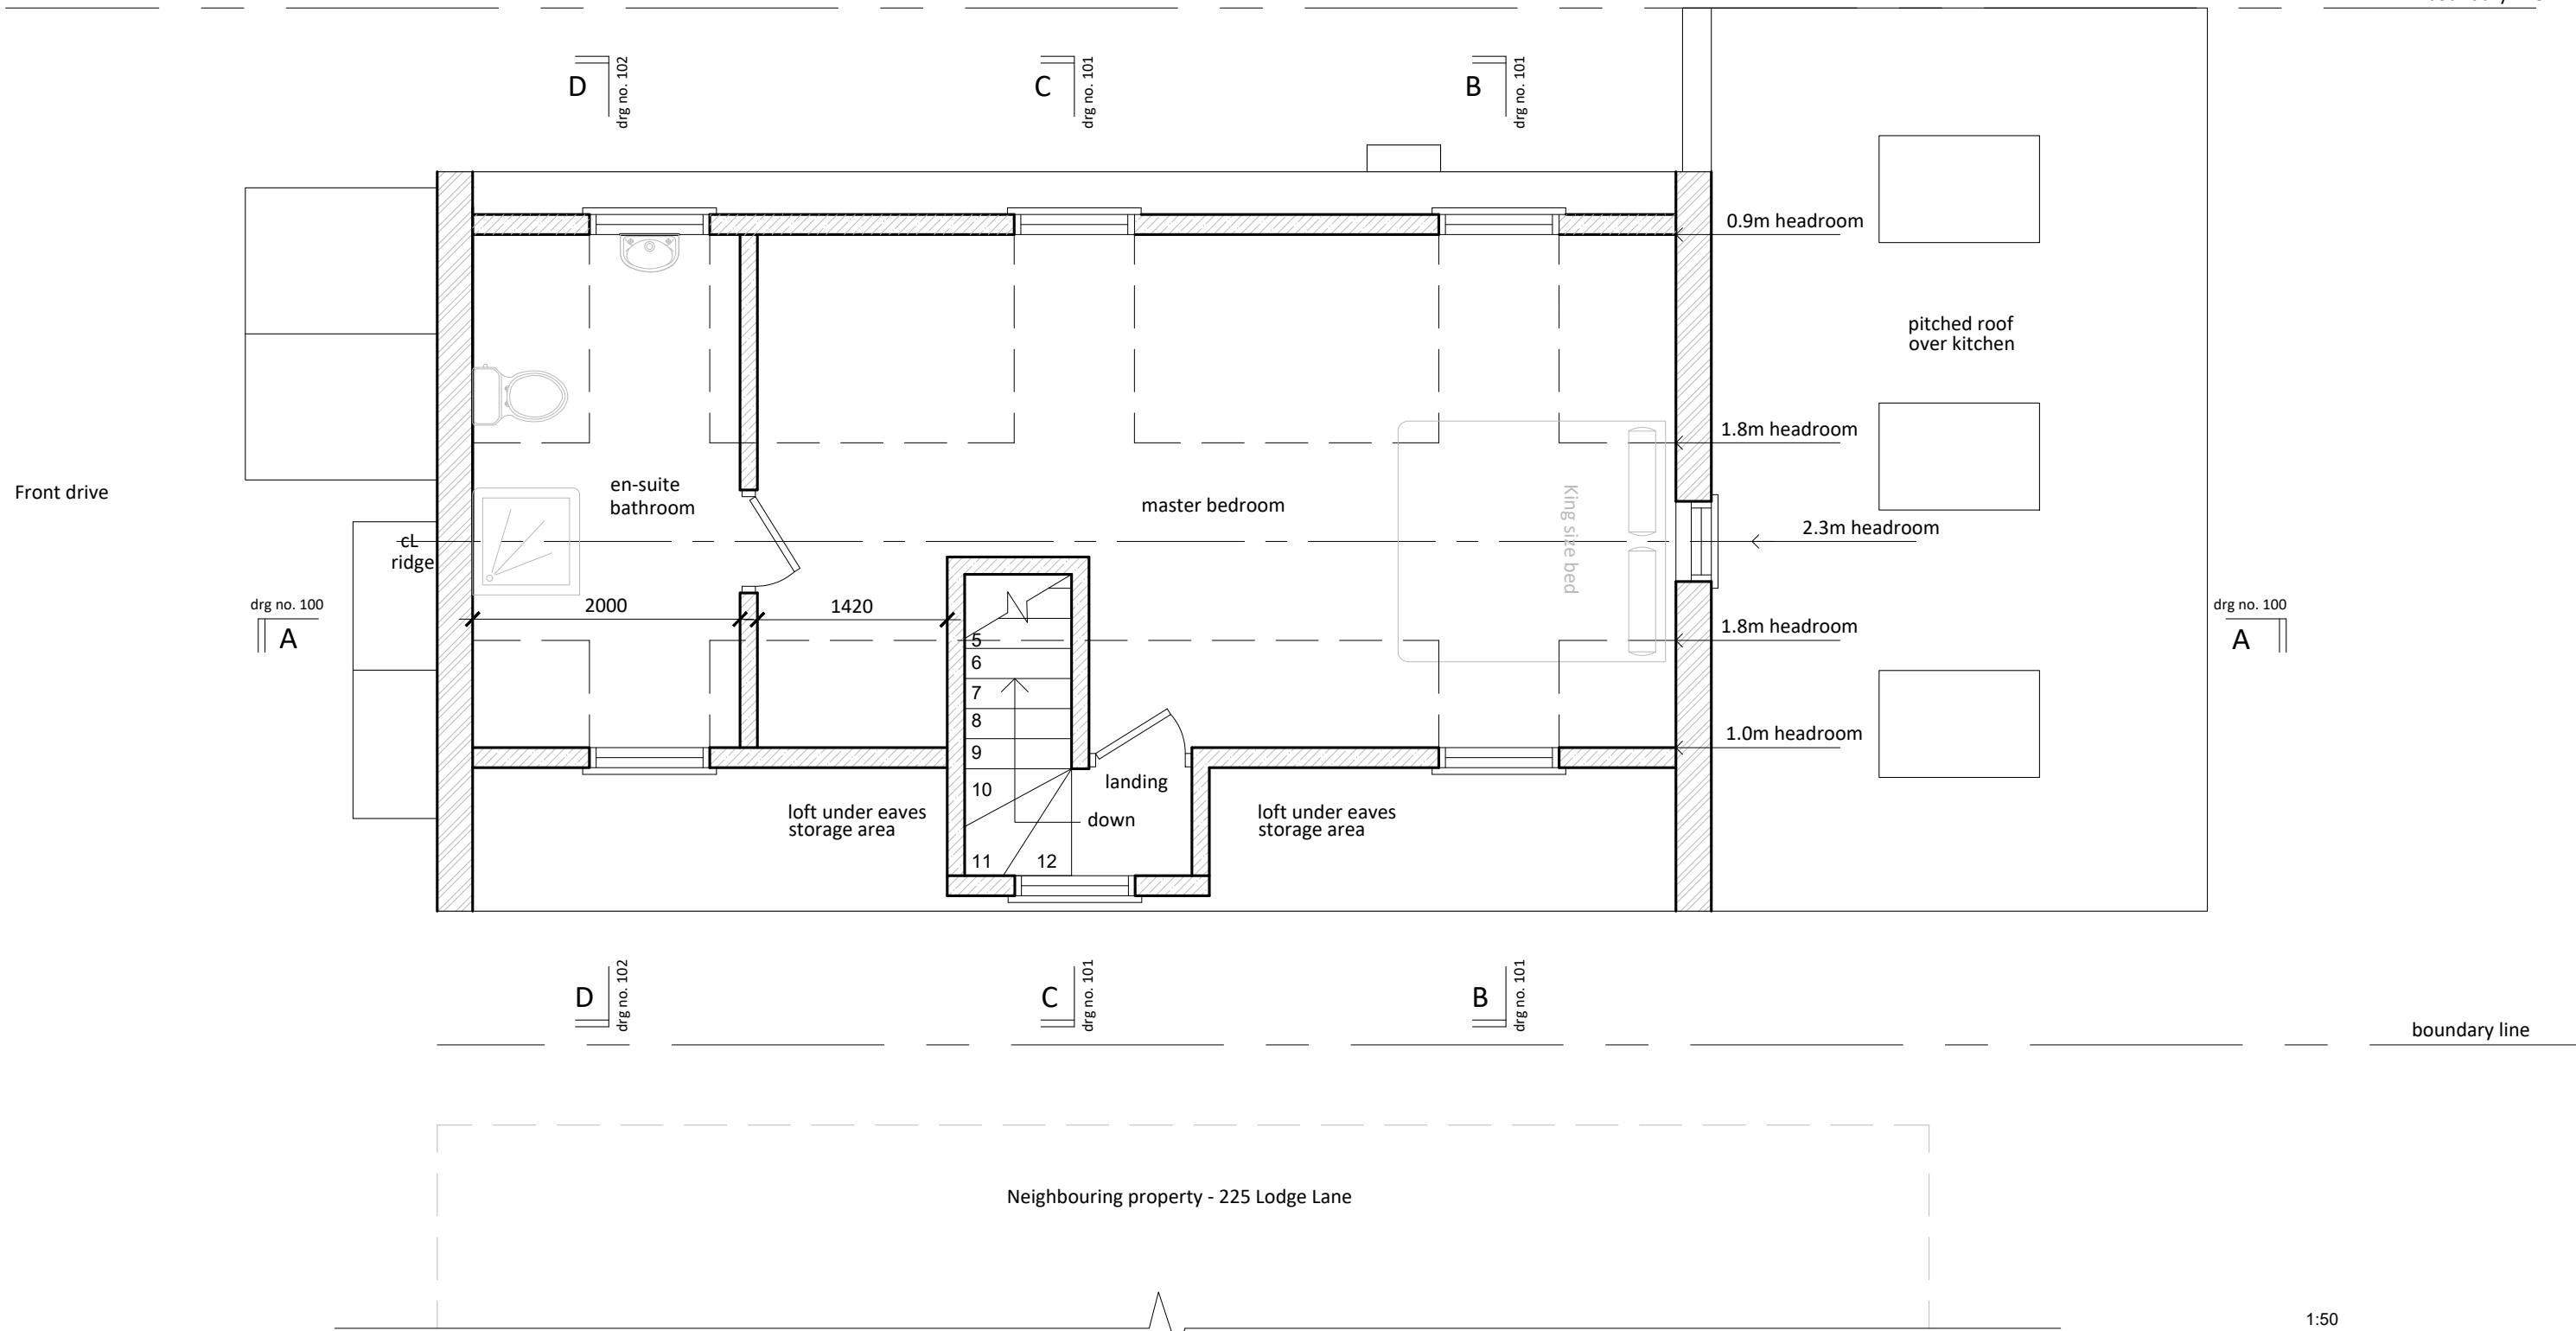 D
drg no. 102
C
drg no. 101
B
drg no. 101
0.9m headroom
pitched roof
over kitchen
1.8m headroom
Front drive
en-suite
bathroom
master bedroom
King size bed
2.3m headroom
cL
ridge
drg no. 100
A
2000
1420
1.8m headroom
drg no. 100
A
5
6
7
8
9
10
11
12
1.0m headroom
landing
down
loft under eaves
storage area
loft under eaves
storage area
D
drg no. 102
C
drg no. 101
B
drg no. 101
boundary line
Neighbouring property - 225 Lodge Lane
1:50